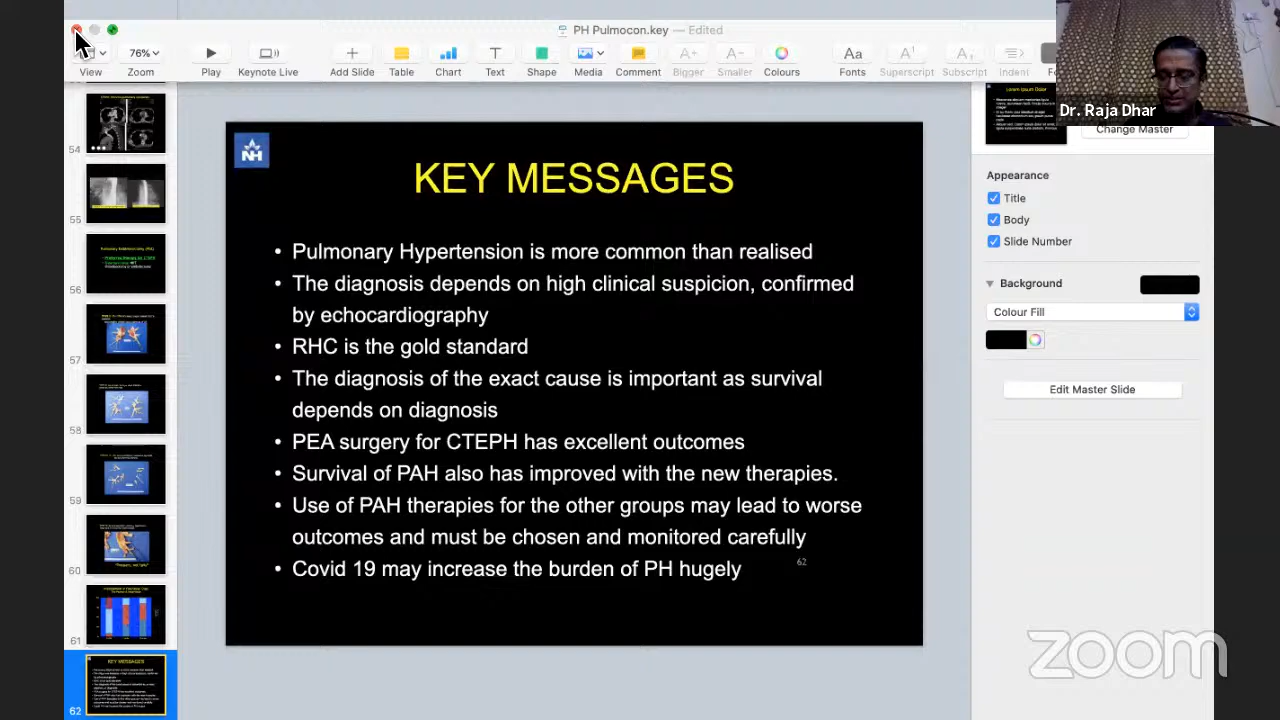 PH Pulmocon.key — Edited
76%
View
Zoom
Play
Keynote Live
Add Slide
Table
Chart
Text
Shape
Media
Comment
Bigger
Smaller
Colours
Fonts
Superscript
Subscript
Indent
Dr. Raja Dhar
Lorem Ipsum Dolor
Change Master
Appearance
Title
Body
Slide Number
Background
Colour Fill
Edit Master Slide
54
55
56
57
58
59
60
61
62
KEY MESSAGES
KEY MESSAGES
• Pulmonary Hypertension is more common than realised
• The diagnosis depends on high clinical suspicion, confirmed
by echocardiography
• RHC is the gold standard
• The diagnosis of the exact cause is important as survival
depends on diagnosis
• PEA surgery for CTEPH has excellent outcomes
• Survival of PAH also has improved with the new therapies.
• Use of PAH therapies for the other groups may lead to worse
outcomes and must be chosen and monitored carefully
• Covid 19 may increase the burden of PH hugely
62
zoom